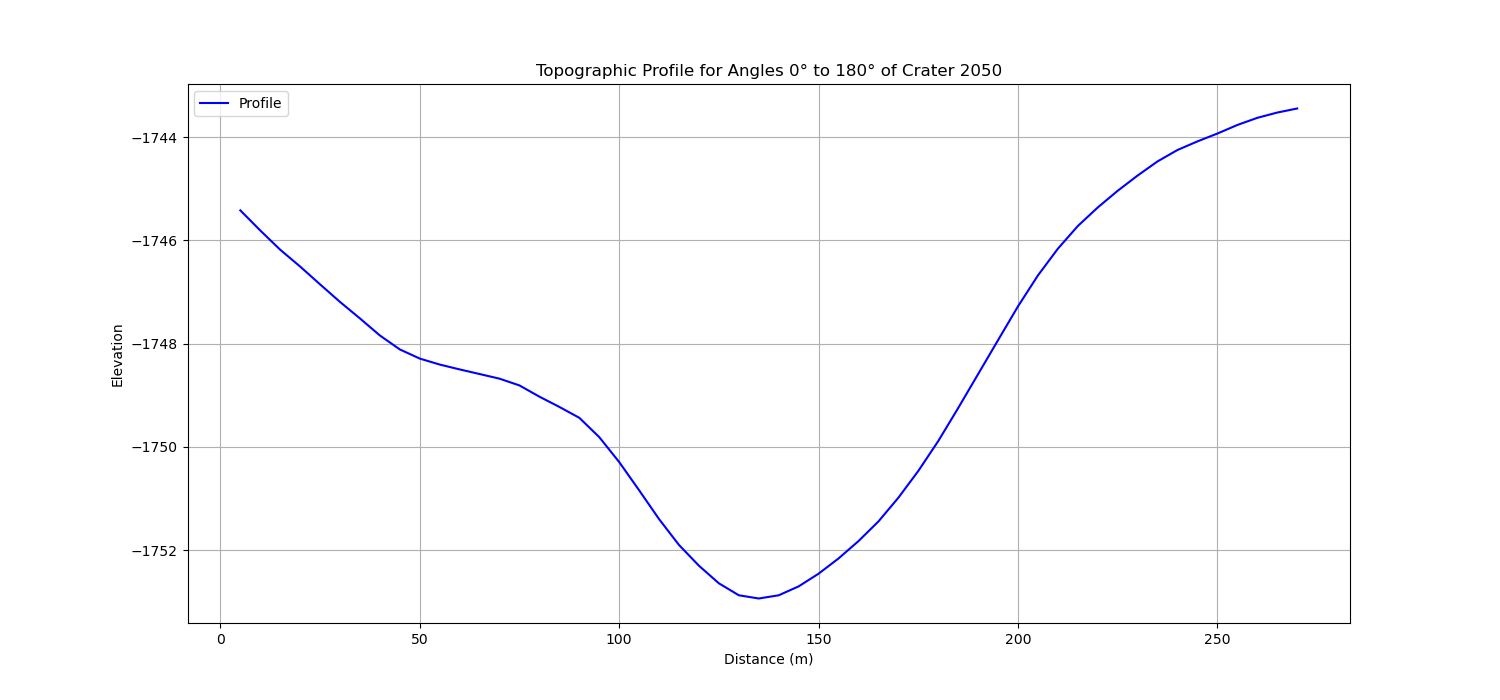 Topographic Profile for Angles 0° to 180° of Crater 2050
Profile
−1744
−1746
−1748
−1750
−1752
Elevation
0 50 100 150 200 250
Distance (m)